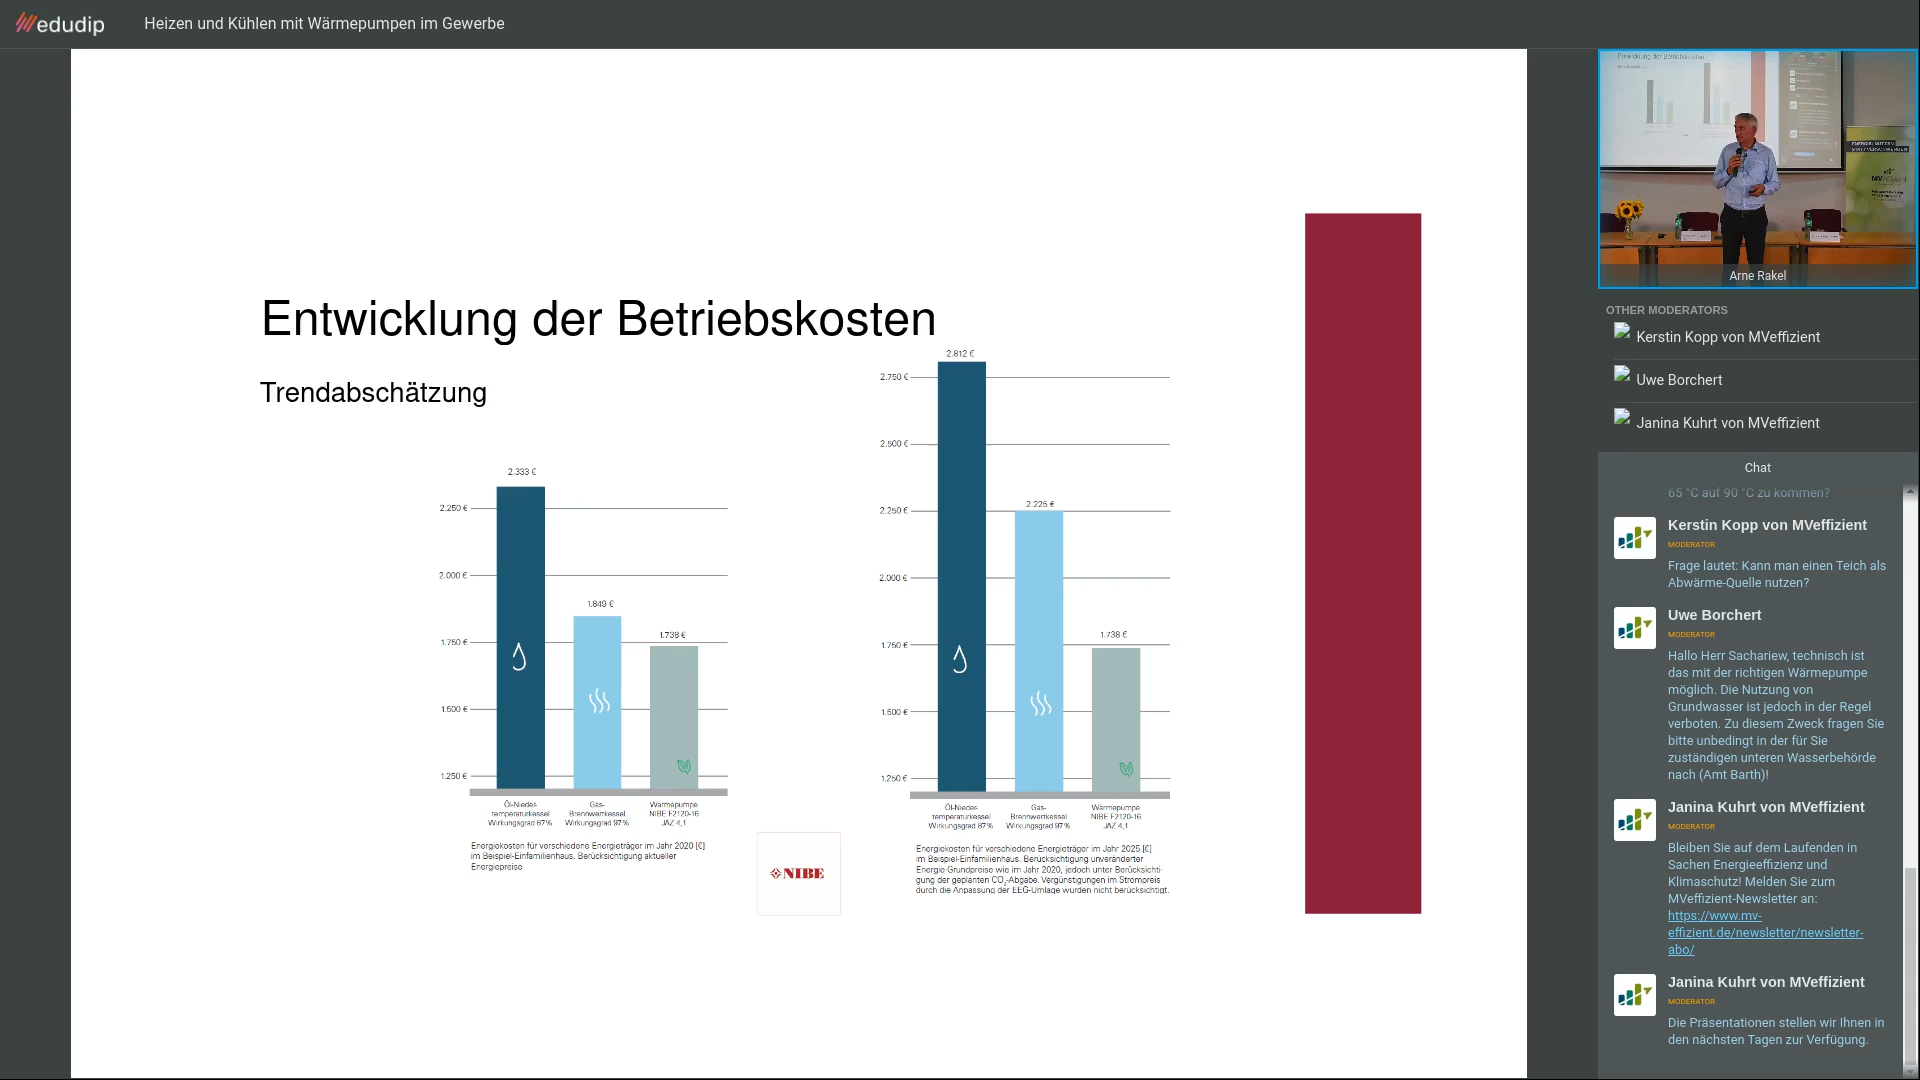 edudip
Heizen und Kühlen mit Wärmepumpen im Gewerbe
Entwicklung der Betriebskosten
Trendabschätzung
2.333 €
2.250 €
1.849 €
2.000 €
1.738 €
1.750 €
1.500 €
1.250 €
Öl-Nieder-
temperaturkessel
Wirkungsgrad 87%
Gas-
Brennwertkessel
Wirkungsgrad 97%
Wärmepumpe
NIBE F2120-16
JAZ 4,1
Energiekosten für verschiedene Energieträger im Jahr 2020 [€]
im Beispiel-Einfamilienhaus. Berücksichtigung aktueller
Energiepreise
NIBE
2.812 €
2.750 €
2.500 €
2.225 €
2.250 €
2.000 €
1.738 €
1.750 €
1.500 €
1.250 €
Öl-Nieder-
temperaturkessel
Wirkungsgrad 87%
Gas-
Brennwertkessel
Wirkungsgrad 97%
Wärmepumpe
NIBE F2120-16
JAZ 4,1
Energiekosten für verschiedene Energieträger im Jahr 2025 [€]
im Beispiel-Einfamilienhaus. Berücksichtigung unveränderter
Energie-Grundpreise wie im Jahr 2020, jedoch unter Berücksichti-
gung der geplanten CO2-Abgabe. Vergünstigungen im Strompreis
durch die Anpassung der EEG-Umlage wurden nicht berücksichtigt.
Entwicklung der Betriebskosten
ENERGIE: NUTZEN
STATT VERSCHWENDEN
Arne Rakel
OTHER MODERATORS
Kerstin Kopp von MVeffizient
Uwe Borchert
Janina Kuhrt von MVeffizient
Chat
65 °C auf 90 °C zu kommen?
Kerstin Kopp von MVeffizient
MODERATOR
Frage lautet: Kann man einen Teich als
Abwärme-Quelle nutzen?
Uwe Borchert
MODERATOR
Hallo Herr Sachariew, technisch ist
das mit der richtigen Wärmepumpe
möglich. Die Nutzung von
Grundwasser ist jedoch in der Regel
verboten. Zu diesem Zweck fragen Sie
bitte unbedingt in der für Sie
zuständigen unteren Wasserbehörde
nach (Amt Barth)!
Janina Kuhrt von MVeffizient
MODERATOR
Bleiben Sie auf dem Laufenden in
Sachen Energieeffizienz und
Klimaschutz! Melden Sie zum
MVeffizient-Newsletter an:
https://www.mv-
effizient.de/newsletter/newsletter-
abo/
Janina Kuhrt von MVeffizient
MODERATOR
Die Präsentationen stellen wir Ihnen in
den nächsten Tagen zur Verfügung.